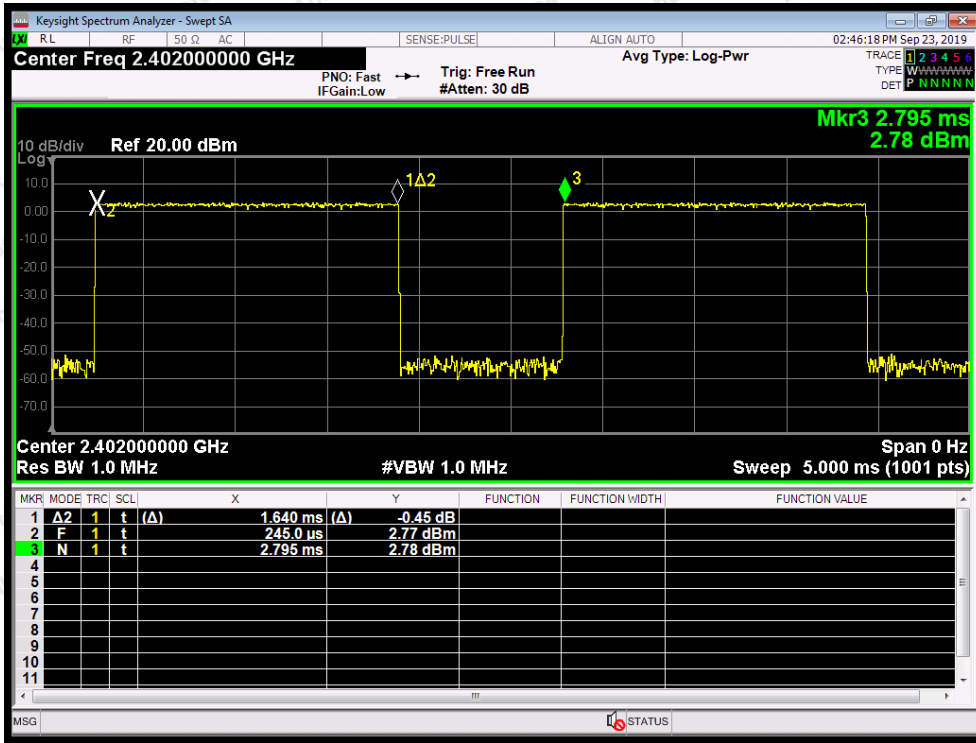 Keysight Spectrum Analyzer - Swept SA
LXI RL RF 50 Ω AC SENSE:PULSE ALIGN AUTO 02:46:18 PM Sep 23, 2019
Center Freq 2.402000000 GHz
PNO: Fast
IFGain:Low
Trig: Free Run
#Atten: 30 dB
Avg Type: Log-Pwr
TRACE 1 2 3 4 5 6
TYPE WWWWWW
DET P N N N N N
Mkr3 2.795 ms
2.78 dBm
10 dB/div Ref 20.00 dBm
Log
10.0
0.00
-10.0
-20.0
-30.0
-40.0
-50.0
-60.0
-70.0
2
1Δ2
3
Center 2.402000000 GHz Span 0 Hz
Res BW 1.0 MHz #VBW 1.0 MHz Sweep 5.000 ms (1001 pts)
MKR MODE TRC SCL X Y FUNCTION FUNCTION WIDTH FUNCTION VALUE
1 Δ2 1 t (Δ) 1.640 ms (Δ) -0.45 dB
2 F 1 t 245.0 µs 2.77 dBm
3 N 1 t 2.795 ms 2.78 dBm
4
5
6
7
8
9
10
11
MSG STATUS